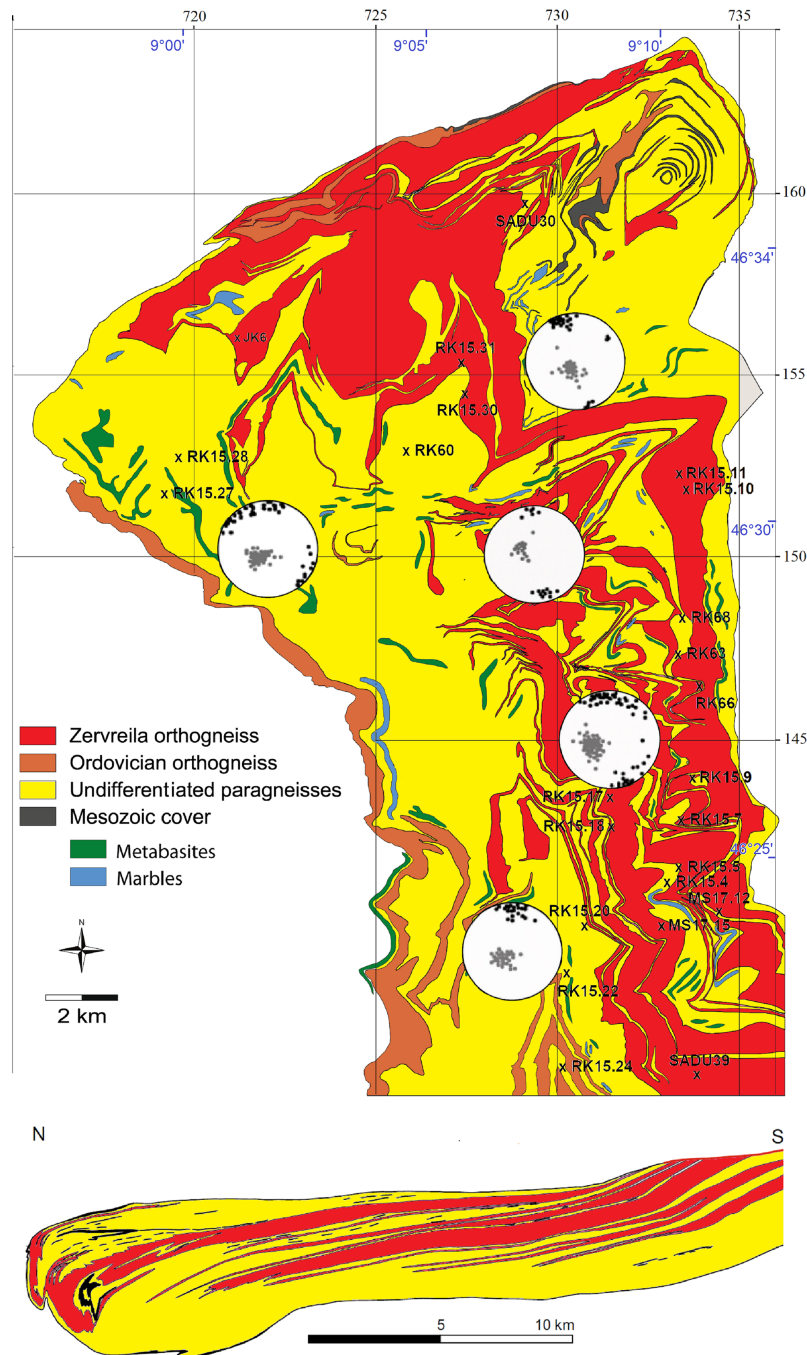 720 725 730 735
9°00' 9°05' 9°10'
160
SADU30
46°34'
JK6
RK15.31
155
RK15.30
RK60
RK15.28
RK15.11
RK15.10
RK15.27
46°30'
150
RK68
RK63
RK66
Zervreila orthogneiss
Ordovician orthogneiss
145
Undifferentiated paragneisses
RK15.9
Mesozoic cover
RK15.17
RK15.7
RK15.18
Metabasites
46°25'
Marbles
RK15.5
RK15.4
MS17.12
RK15.20
MS17.15
N
RK15.22
2 km
SADU39
RK15.24
N S
5 10 km